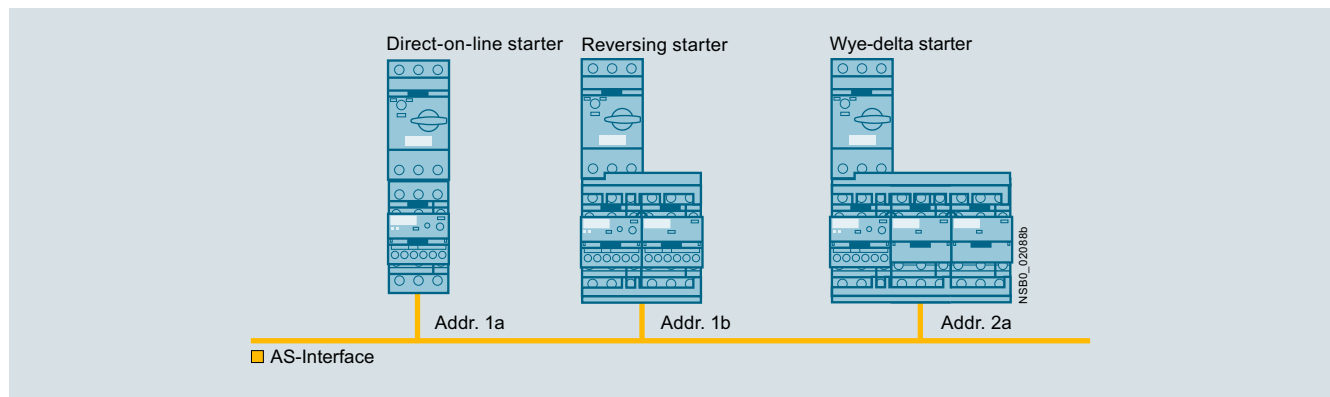 Direct-on-line starter
Reversing starter
Wye-delta starter
NSB0_02088b
Addr. 1a
Addr. 1b
Addr. 2a
AS-Interface